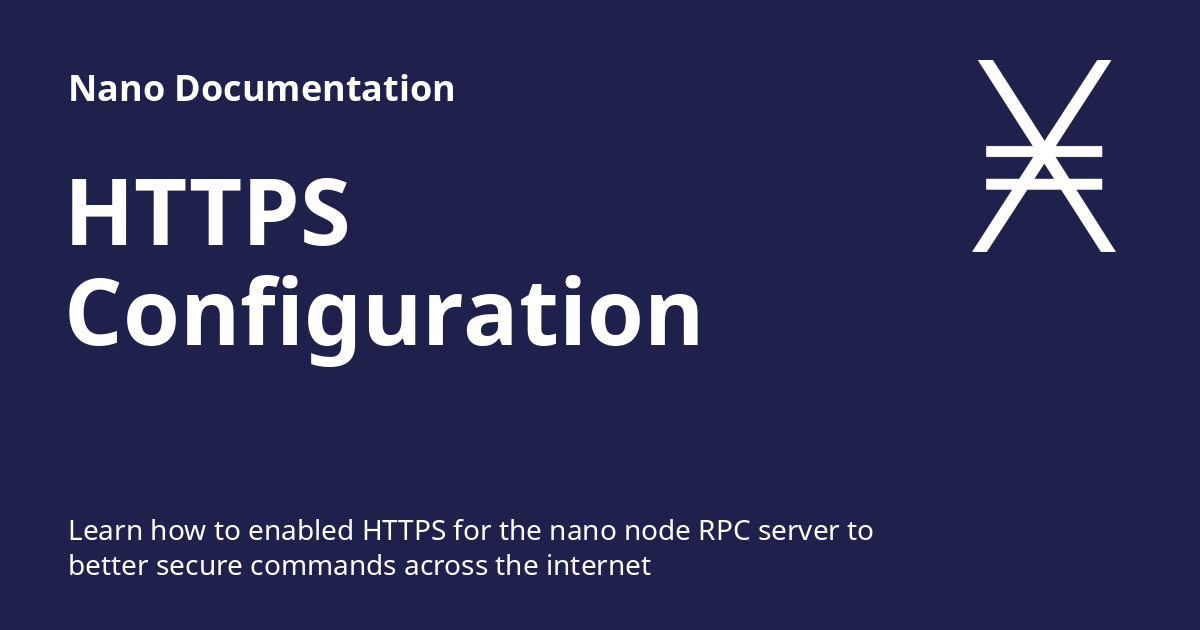 Nano Documentation
HTTPS
Configuration
Learn how to enabled HTTPS for the nano node RPC server to
better secure commands across the internet